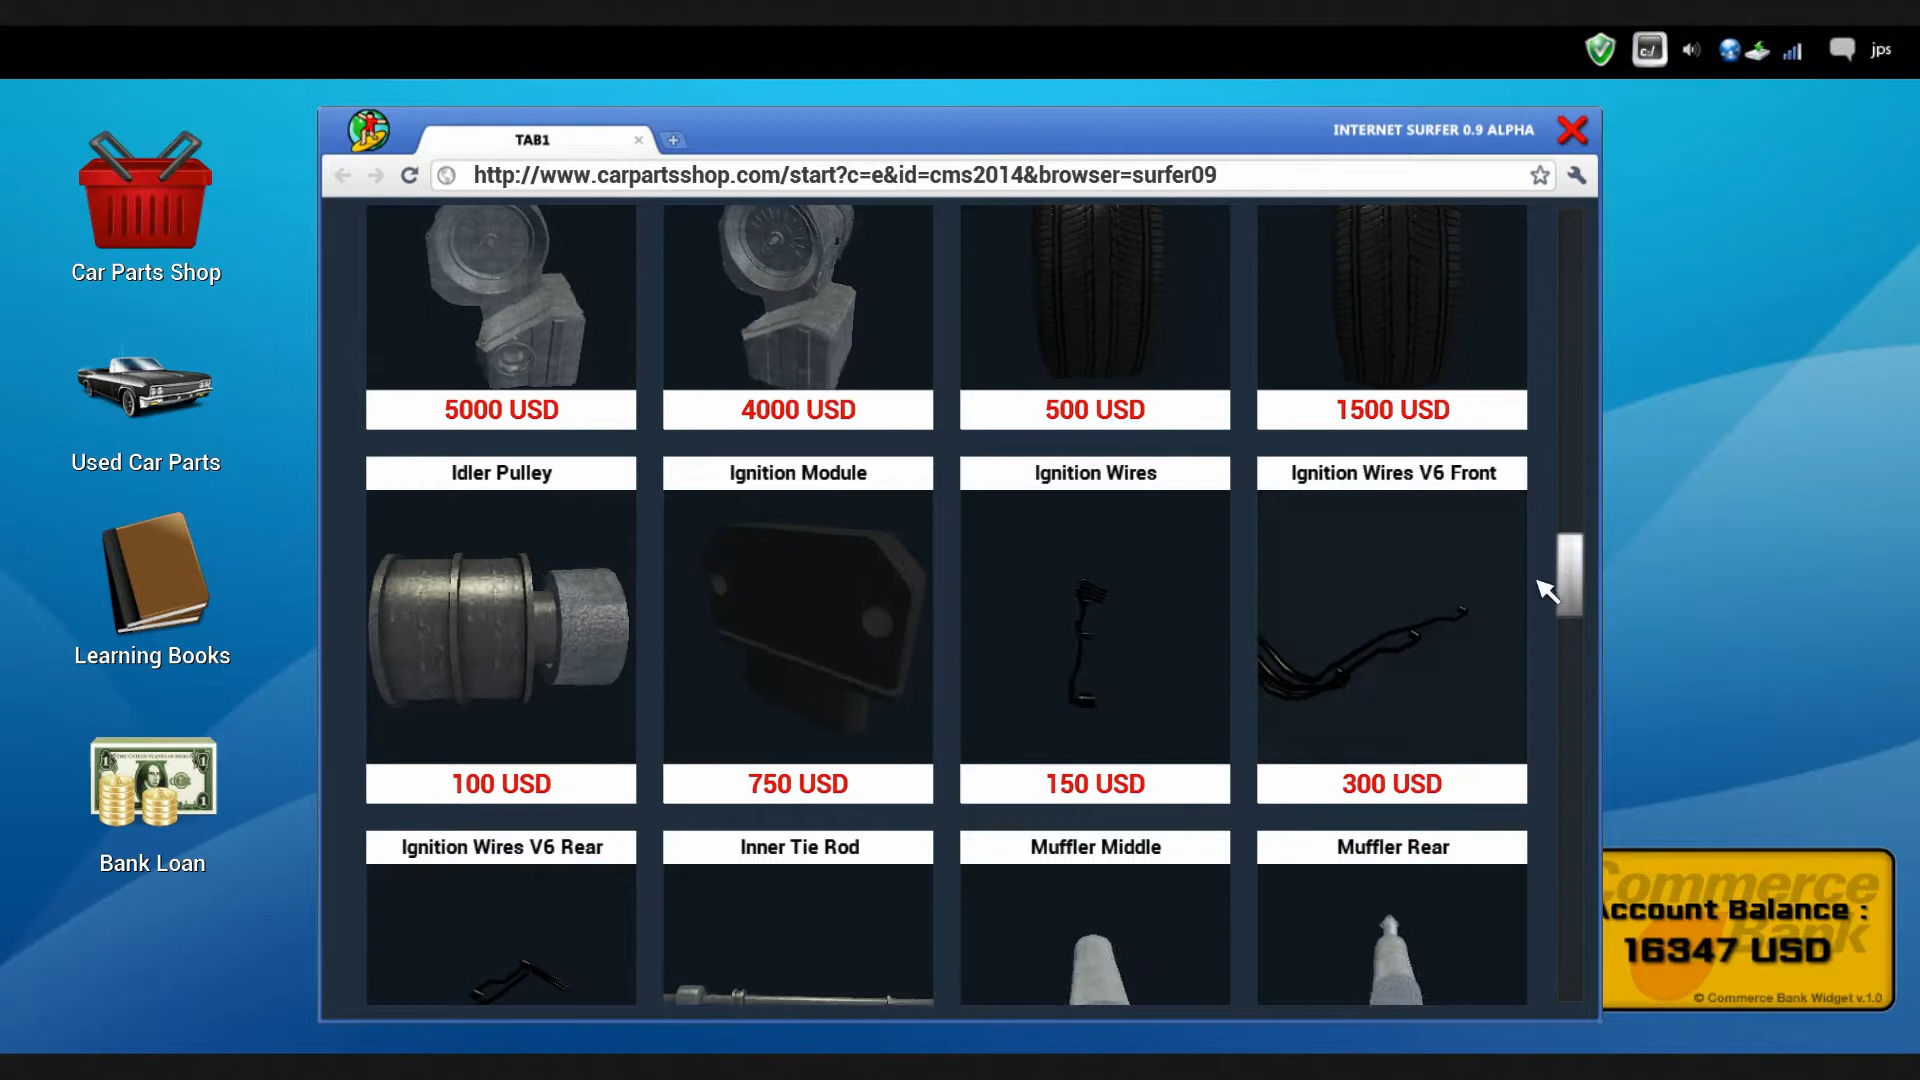 jps
TAB1
INTERNET SURFER 0.9 ALPHA
http://www.carpartsshop.com/start?c=e&id=cms2014&browser=surfer09
Car Parts Shop
Used Car Parts
Learning Books
Bank Loan
5000 USD
4000 USD
500 USD
1500 USD
Idler Pulley
Ignition Module
Ignition Wires
Ignition Wires V6 Front
100 USD
750 USD
150 USD
300 USD
Ignition Wires V6 Rear
Inner Tie Rod
Muffler Middle
Muffler Rear
Commerce
Bank
Account Balance :
16347 USD
© Commerce Bank Widget v.1.0